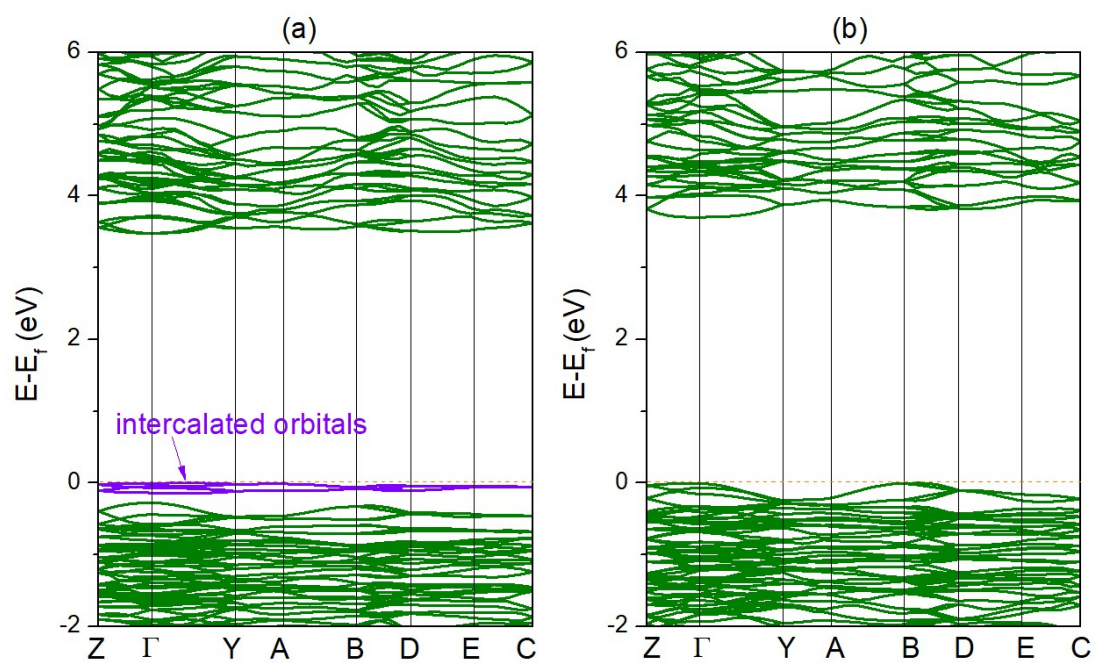 (a)
(b)
6
4
2
0
-2
E-E_f (eV)
intercalated orbitals
Z Γ Y A B D E C
6
4
2
0
-2
E-E_f (eV)
Z Γ Y A B D E C